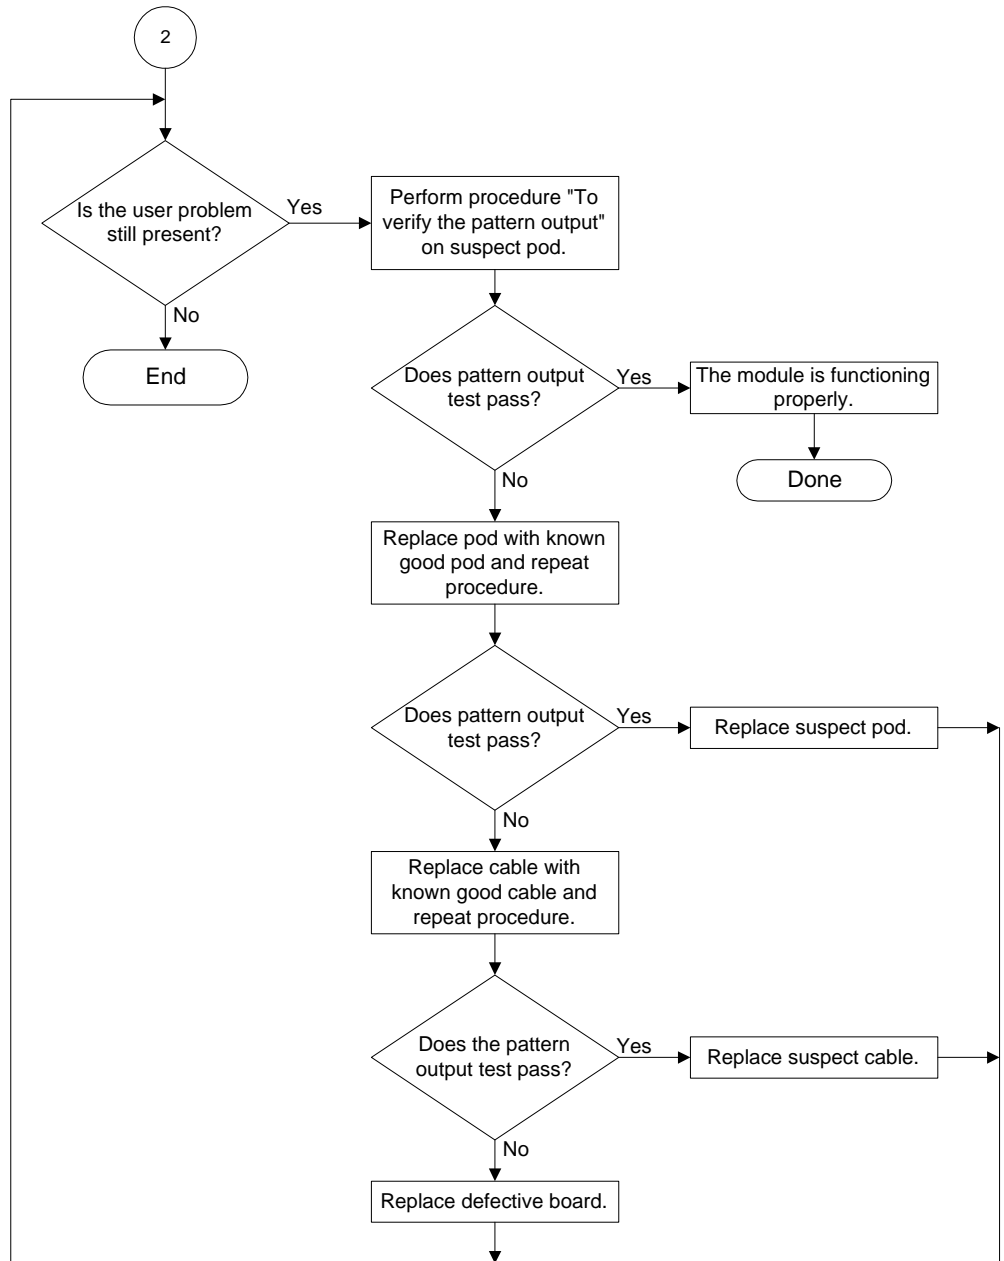 2
Is the user problem
still present?
Yes
Perform procedure "To
verify the pattern output"
on suspect pod.
No
End
Does pattern output
test pass?
Yes
The module is functioning
properly.
Done
No
Replace pod with known
good pod and repeat
procedure.
Does pattern output
test pass?
Yes
Replace suspect pod.
No
Replace cable with
known good cable and
repeat procedure.
Does the pattern
output test pass?
Yes
Replace suspect cable.
No
Replace defective board.